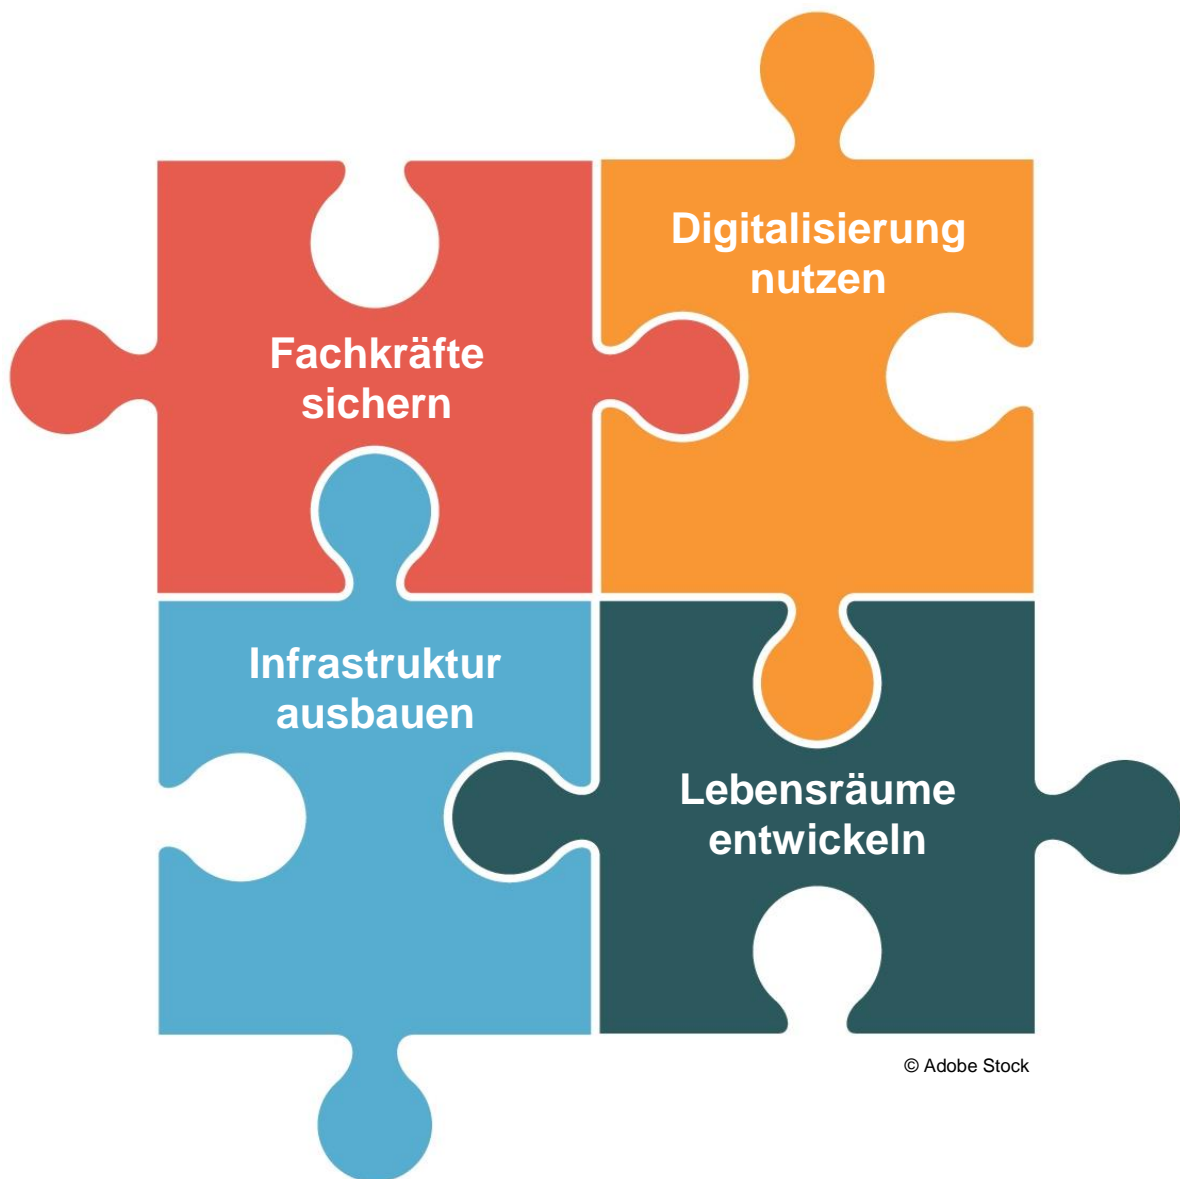 Fachkräfte
sichern
Digitalisierung
nutzen
Infrastruktur
ausbauen
Lebensräume
entwickeln
© Adobe Stock